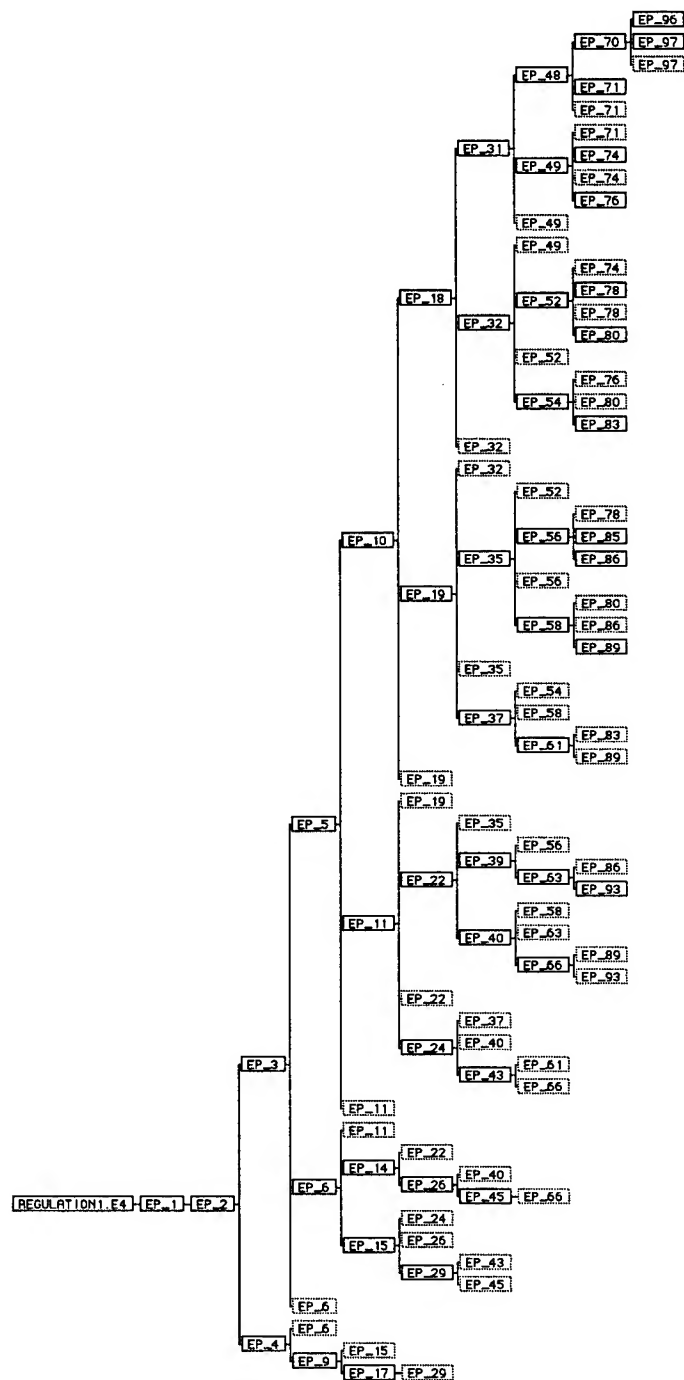 EP_96
EP_70 EP_97
EP_97
EP_48
EP_71
EP_71
EP_71
EP_31 EP_74
EP_49
EP_74
EP_76
EP_49
EP_49
EP_74
EP_78
EP_18 EP_52
EP_78
EP_32
EP_80
EP_52
EP_76
EP_54 EP_80
EP_83
EP_32
EP_32
EP_52
EP_78
EP_10 EP_56 EP_85
EP_35 EP_86
EP_56
EP_19
EP_80
EP_58 EP_86
EP_89
EP_35
EP_54
EP_37 EP_58
EP_83
EP_61
EP_89
EP_19
EP_19
EP_5 EP_35
EP_56
EP_39
EP_86
EP_22 EP_63
EP_93
EP_58
EP_11
EP_63
EP_40
EP_89
EP_66
EP_93
EP_22
EP_37
EP_24 EP_40
EP_3 EP_61
EP_43
EP_66
EP_11
EP_11
EP_22
EP_14
EP_40
EP_6 EP_26
REGULATION1.E4 EP_1 EP_2 EP_45 EP_66
EP_24
EP_15 EP_26
EP_43
EP_29
EP_45
EP_6
EP_6
EP_4
EP_15
EP_9
EP_17 EP_29